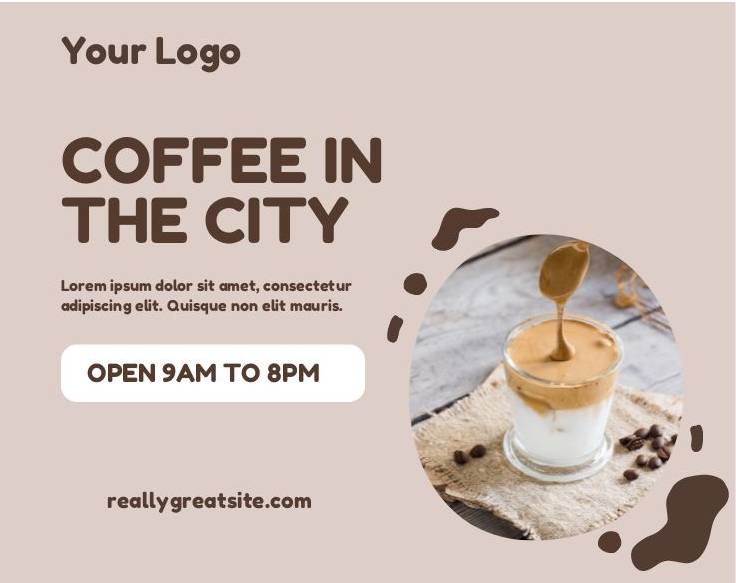 Your Logo
COFFEE IN
THE CITY
Lorem ipsum dolor sit amet, consectetur
adipiscing elit. Quisque non elit mauris.
OPEN 9AM TO 8PM
reallygreatsite.com